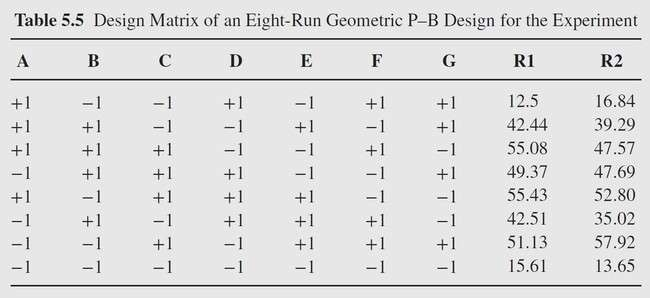 Table 5.5 Design Matrix of an Eight-Run Geometric P–B Design for the Experiment
A B C D E F G R1 R2
+1 −1 −1 +1 −1 +1 +1 12.5 16.84
+1 +1 −1 −1 +1 −1 +1 42.44 39.29
+1 +1 +1 −1 −1 +1 −1 55.08 47.57
−1 +1 +1 +1 −1 −1 +1 49.37 47.69
+1 −1 +1 +1 +1 −1 −1 55.43 52.80
−1 +1 −1 +1 +1 +1 −1 42.51 35.02
−1 −1 +1 −1 +1 +1 +1 51.13 57.92
−1 −1 −1 −1 −1 −1 −1 15.61 13.65